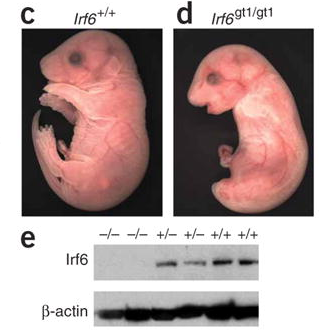 c Irf6+/+ d Irf6gt1/gt1
e –/– –/– +/– +/– +/+ +/+
Irf6
β-actin